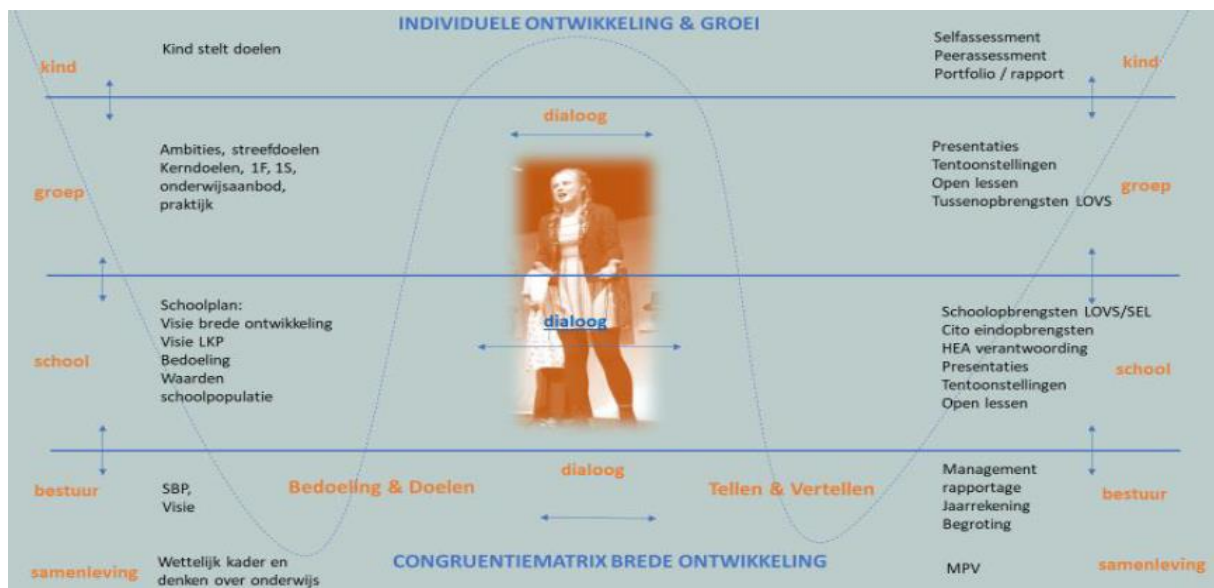 INDIVIDUELE ONTWIKKELING & GROEI
kind
Kind stelt doelen
Selfassessment
Peerassessment
Portfolio / rapport
kind
dialoog
groep
Ambities, streefdoelen
Kerndoelen, 1F, 1S,
onderwijsaanbod,
praktijk
Presentaties
Tentoonstellingen
Open lessen
Tussenopbrengsten LOVS
groep
school
Schoolplan:
Visie brede ontwikkeling
Visie LKP
Bedoeling
Waarden
schoolpopulatie
dialoog
Schoolopbrengsten LOVS/SEL
Cito eindopbrengsten
HEA verantwoording
Presentaties
Tentoonstellingen
Open lessen
school
dialoog
bestuur
SBP,
Visie
Bedoeling & Doelen
Tellen & Vertellen
Management
rapportage
Jaarrekening
Begroting
bestuur
samenleving
Wettelijk kader en
denken over onderwijs
CONGRUENTIEMATRIX BREDE ONTWIKKELING
MPV
samenleving